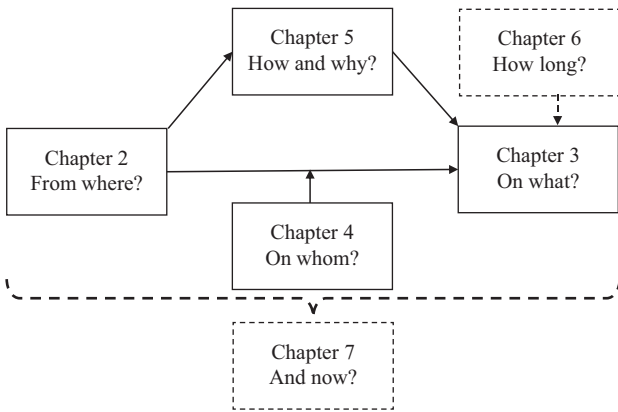 Chapter 5
How and why?
Chapter 6
How long?
Chapter 2
From where?
Chapter 3
On what?
Chapter 4
On whom?
Chapter 7
And now?